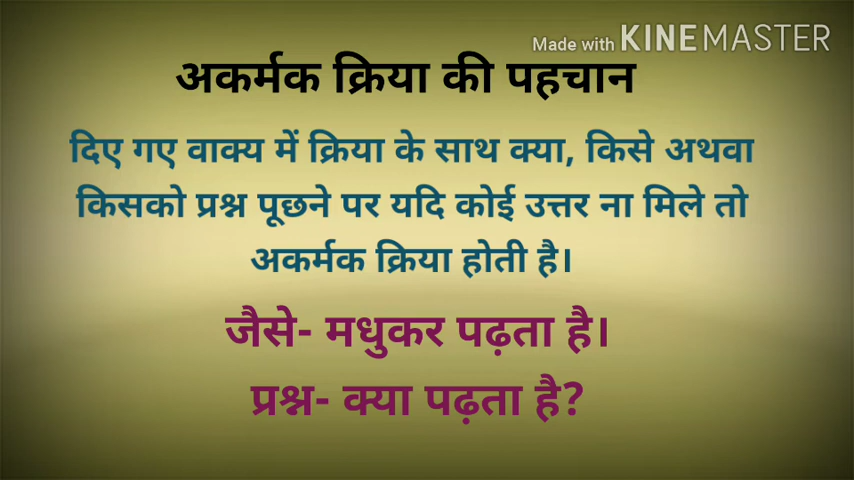 Made with KINEMASTER
अकर्मक क्रिया की पहचान
दिए गए वाक्य में क्रिया के साथ क्या, किसे अथवा
किसको प्रश्न पूछने पर यदि कोई उत्तर ना मिले तो
अकर्मक क्रिया होती है।
जैसे- मधुकर पढ़ता है।
प्रश्न- क्या पढ़ता है?